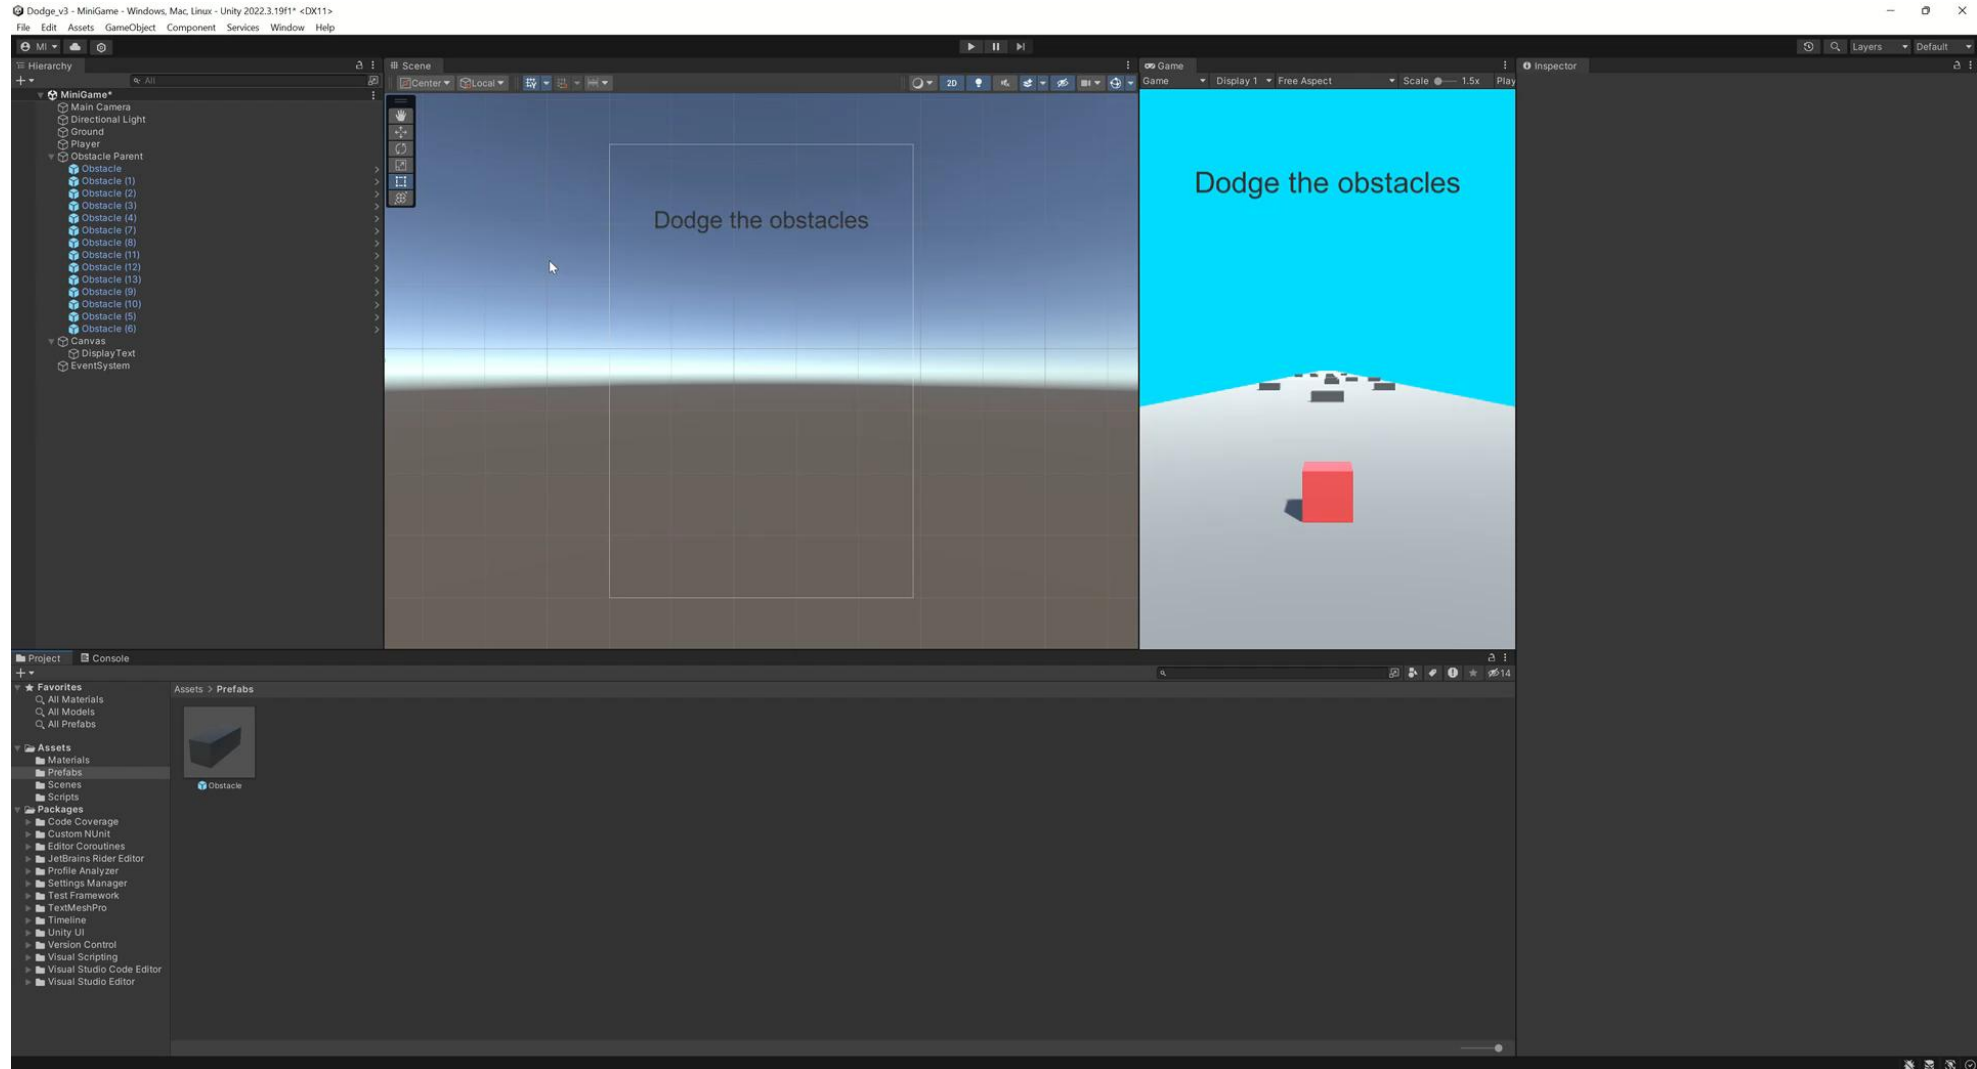 Dodge_v3 - MiniGame - Windows, Mac, Linux - Unity 2022.3.19f1* <DX11>
File Edit Assets GameObject Component Services Window Help
MI
Layers Default
Hierarchy
All
MiniGame*
Main Camera
Directional Light
Ground
Player
Obstacle Parent
Obstacle
Obstacle (1)
Obstacle (2)
Obstacle (3)
Obstacle (4)
Obstacle (7)
Obstacle (8)
Obstacle (11)
Obstacle (12)
Obstacle (13)
Obstacle (9)
Obstacle (10)
Obstacle (5)
Obstacle (6)
Canvas
DisplayText
EventSystem
Scene
Center Local
2D
Dodge the obstacles
Game
Game Display 1 Free Aspect Scale 1.5x Play
Dodge the obstacles
Inspector
Project Console
14
Favorites
All Materials
All Models
All Prefabs
Assets
Materials
Prefabs
Scenes
Scripts
Packages
Code Coverage
Custom NUnit
Editor Coroutines
JetBrains Rider Editor
Profile Analyzer
Settings Manager
Test Framework
TextMeshPro
Timeline
Unity UI
Version Control
Visual Scripting
Visual Studio Code Editor
Visual Studio Editor
Assets > Prefabs
Obstacle